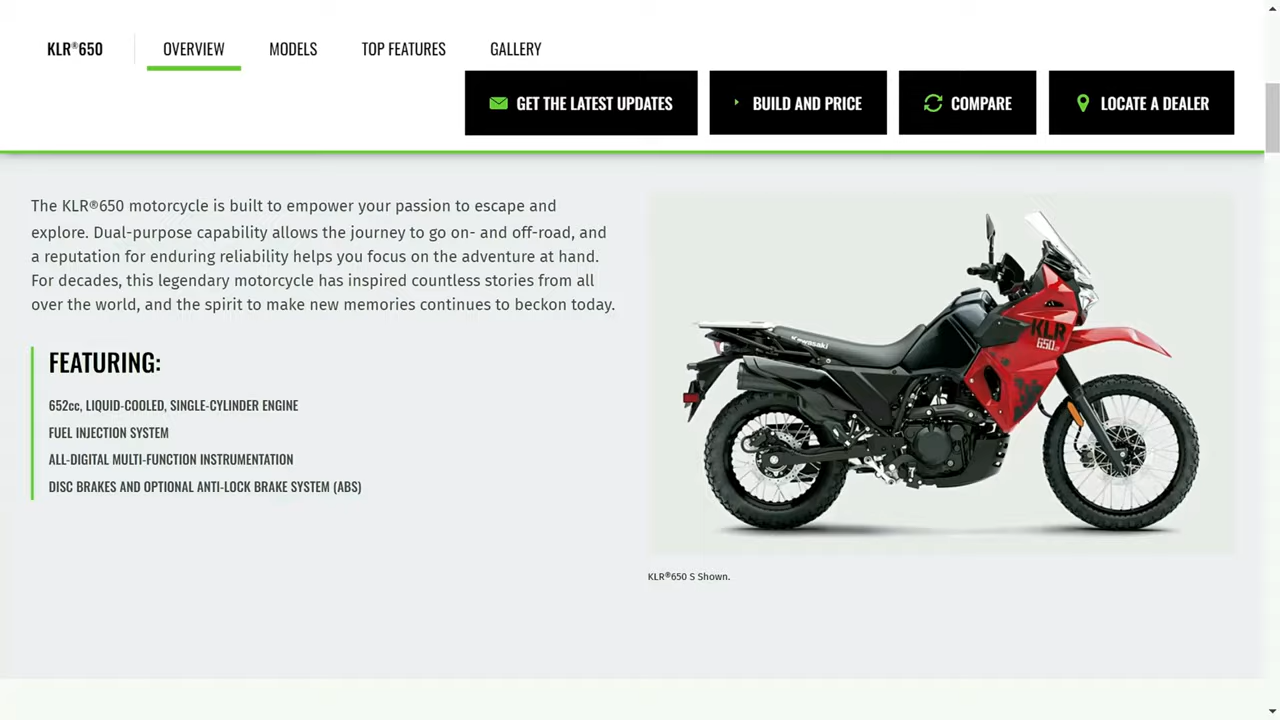 KLR®650
OVERVIEW
MODELS
TOP FEATURES
GALLERY
GET THE LATEST UPDATES
BUILD AND PRICE
COMPARE
LOCATE A DEALER
The KLR®650 motorcycle is built to empower your passion to escape and
explore. Dual-purpose capability allows the journey to go on- and off-road, and
a reputation for enduring reliability helps you focus on the adventure at hand.
For decades, this legendary motorcycle has inspired countless stories from all
over the world, and the spirit to make new memories continues to beckon today.
FEATURING:
652cc, LIQUID-COOLED, SINGLE-CYLINDER ENGINE
FUEL INJECTION SYSTEM
ALL-DIGITAL MULTI-FUNCTION INSTRUMENTATION
DISC BRAKES AND OPTIONAL ANTI-LOCK BRAKE SYSTEM (ABS)
Kawasaki
KLR
650
KLR®650 S Shown.